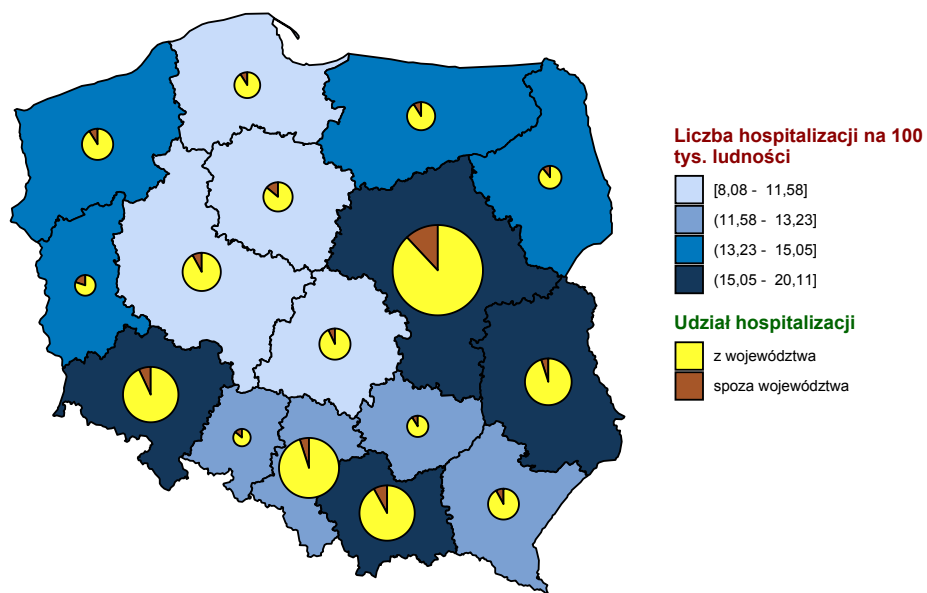 Liczba hospitalizacji na 100
tys. ludności
[8,08 - 11,58]
(11,58 - 13,23]
(13,23 - 15,05]
(15,05 - 20,11]
Udział hospitalizacji
z województwa
spoza województwa